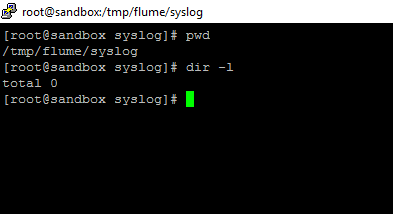 root@sandbox:/tmp/flume/syslog
[root@sandbox syslog]# pwd
/tmp/flume/syslog
[root@sandbox syslog]# dir -l
total 0
[root@sandbox syslog]#